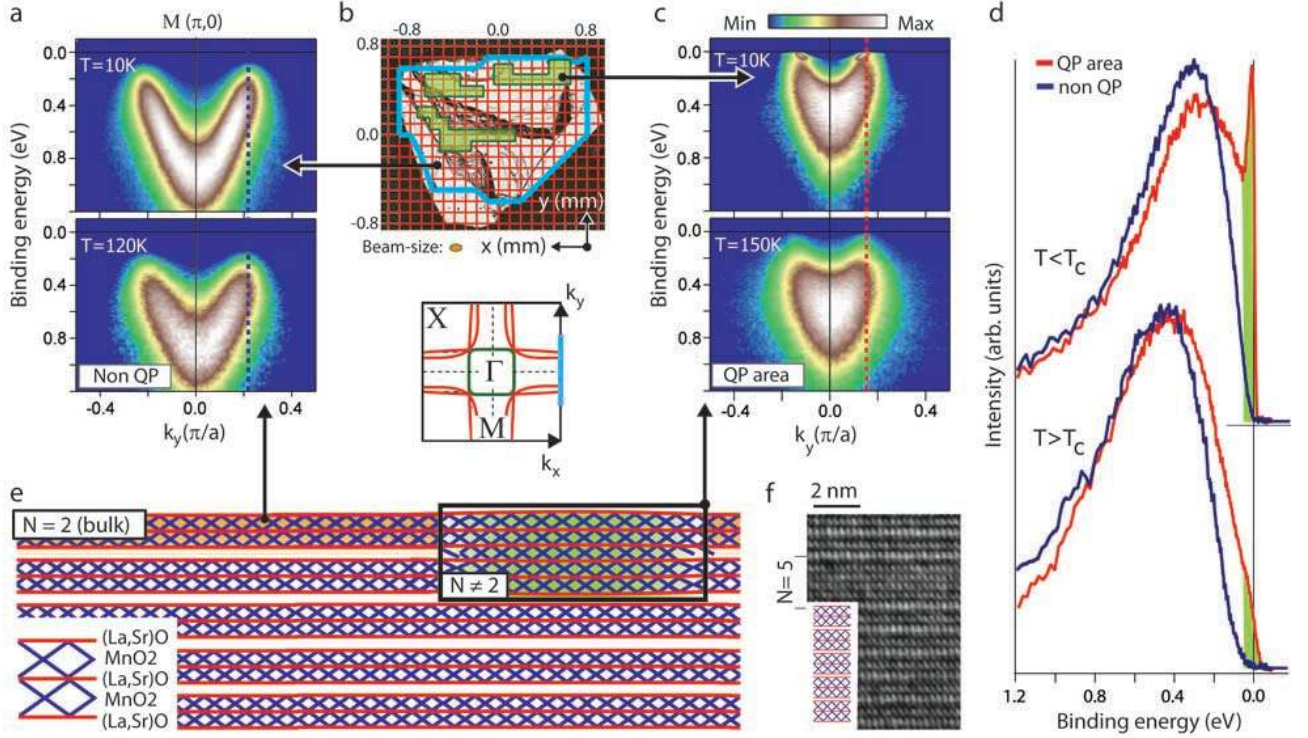 a
M (π,0)
0.0
T=10K
0.4
0.8
Binding energy (eV)
T=120K
0.0
0.4
0.8
Non QP
-0.4
0.0
0.4
k_y(π/a)
b
-0.8
0.0
0.8
0.8
0.0
-0.8
y (mm)
Beam-size:
x (mm)
k_y
X
Γ
M
k_x
c
Min
Max
0.0
T=10K
0.4
0.8
Binding energy (eV)
0.0
T=150K
0.4
0.8
QP area
-0.4
0.0
0.4
k_y(π/a)
d
QP area
non QP
T<T_C
T>T_C
Intensity (arb. units)
1.2
0.8
0.4
0.0
Binding energy (eV)
e
N = 2 (bulk)
N ≠ 2
(La,Sr)O
MnO2
(La,Sr)O
MnO2
(La,Sr)O
f
2 nm
N= 5